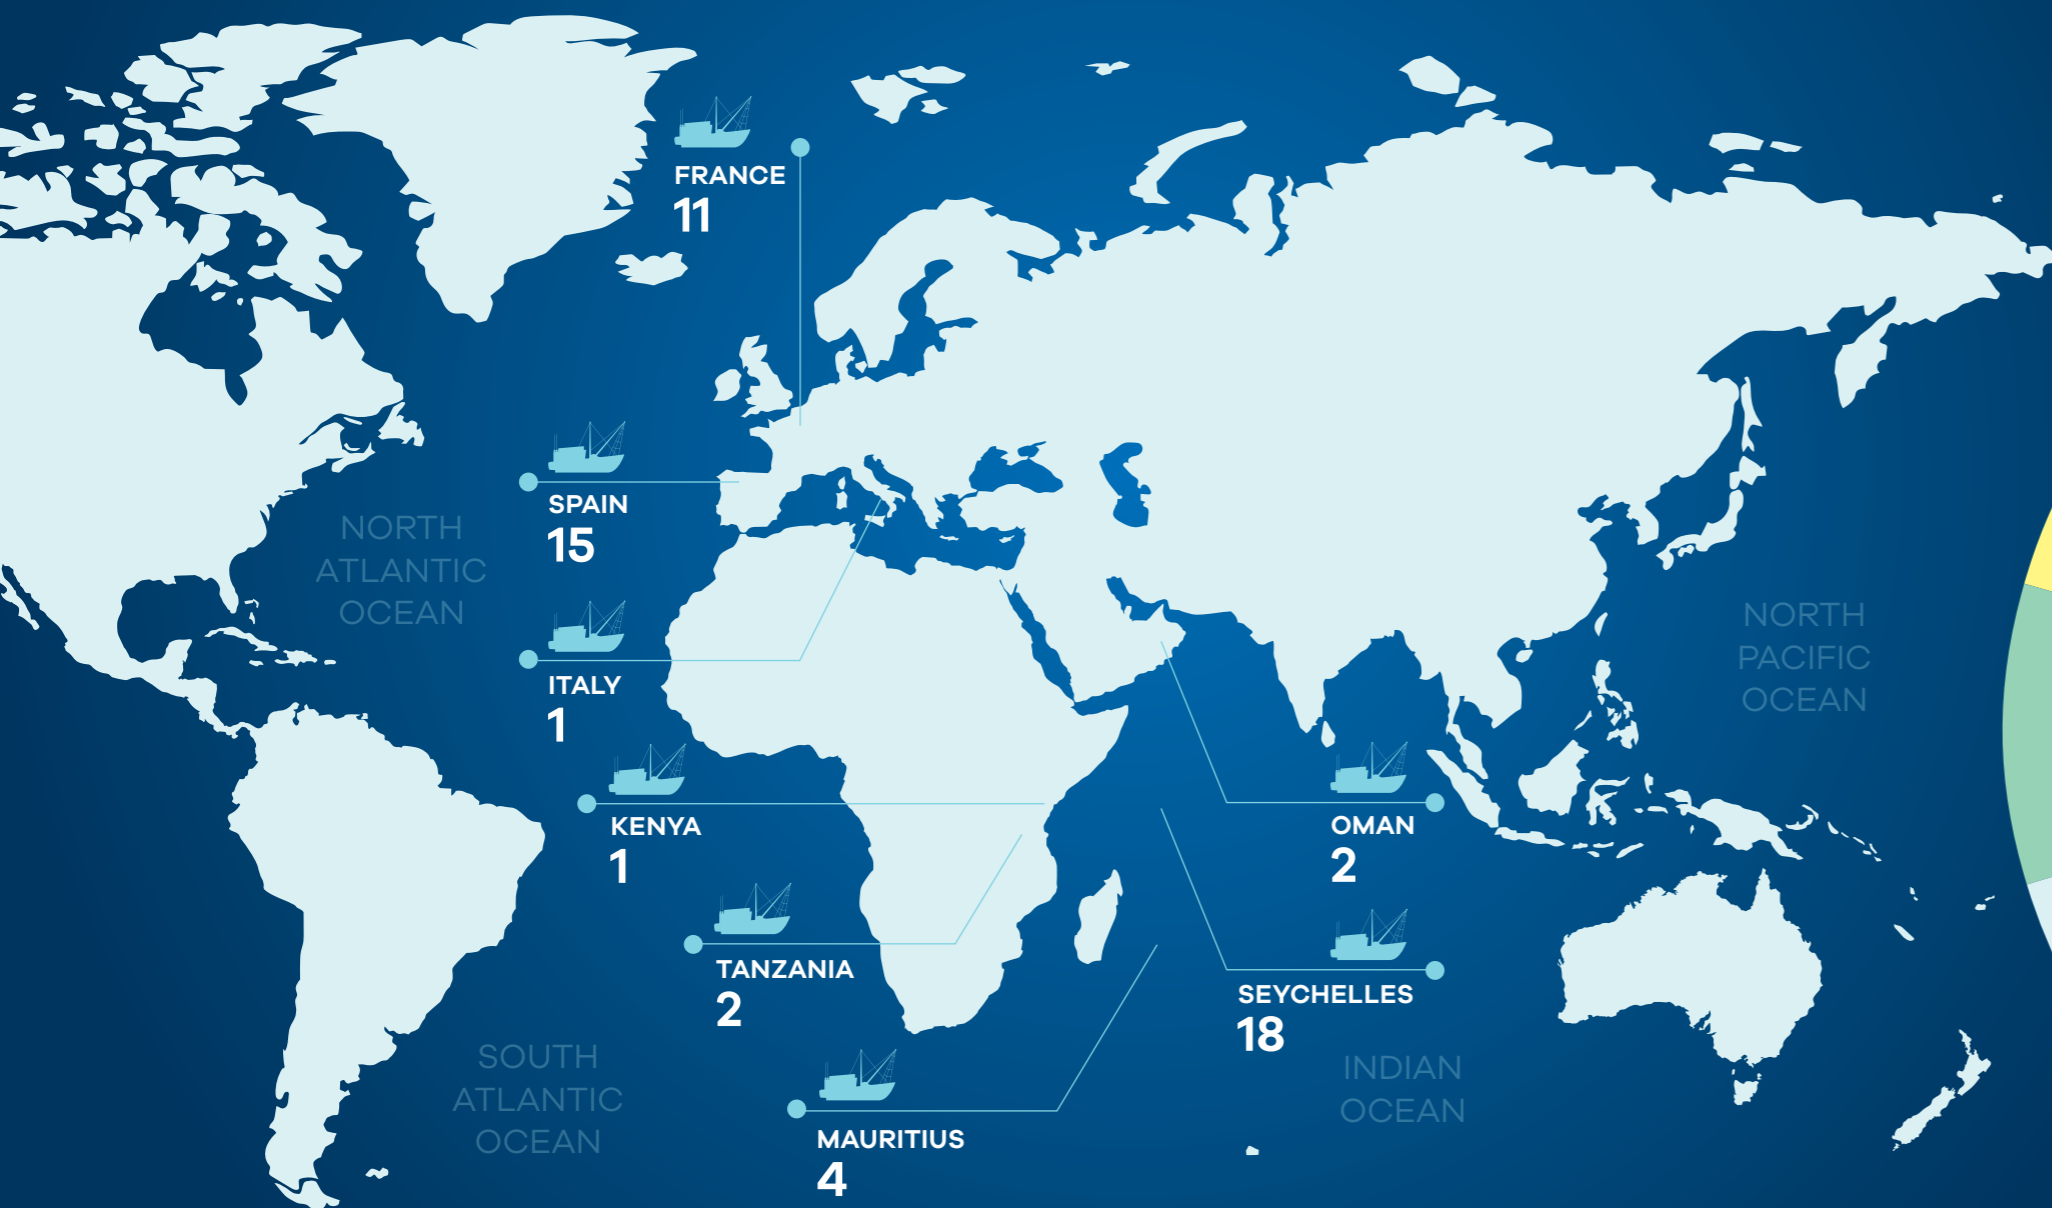 FRANCE
11
SPAIN
15
NORTH
ATLANTIC
OCEAN
ITALY
1
NORTH
PACIFIC
OCEAN
KENYA
1
OMAN
2
TANZANIA
2
SEYCHELLES
18
SOUTH
ATLANTIC
OCEAN
INDIAN
OCEAN
MAURITIUS
4